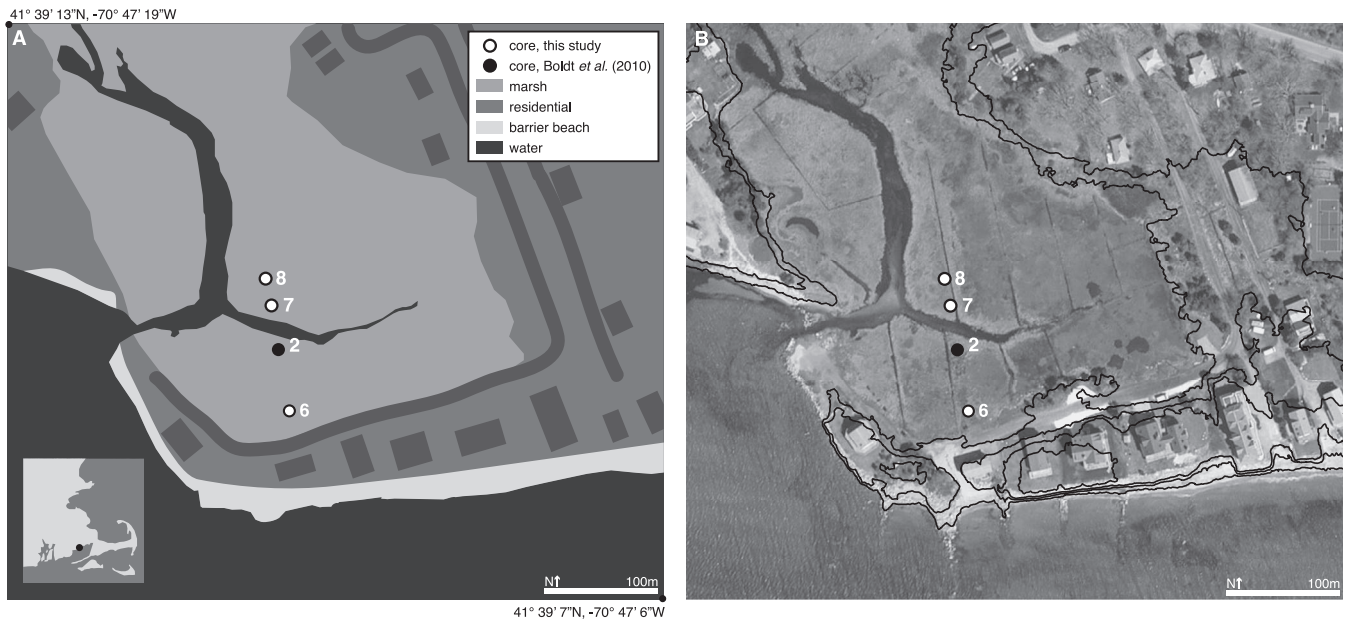 41° 39' 13”N, -70° 47' 19”W
A
core, this study
core, Boldt et al. (2010)
marsh
residential
barrier beach
water
8
7
2
6
N↑
100m
41° 39' 7”N, -70° 47' 6”W
B
8
7
2
6
N↑
100m